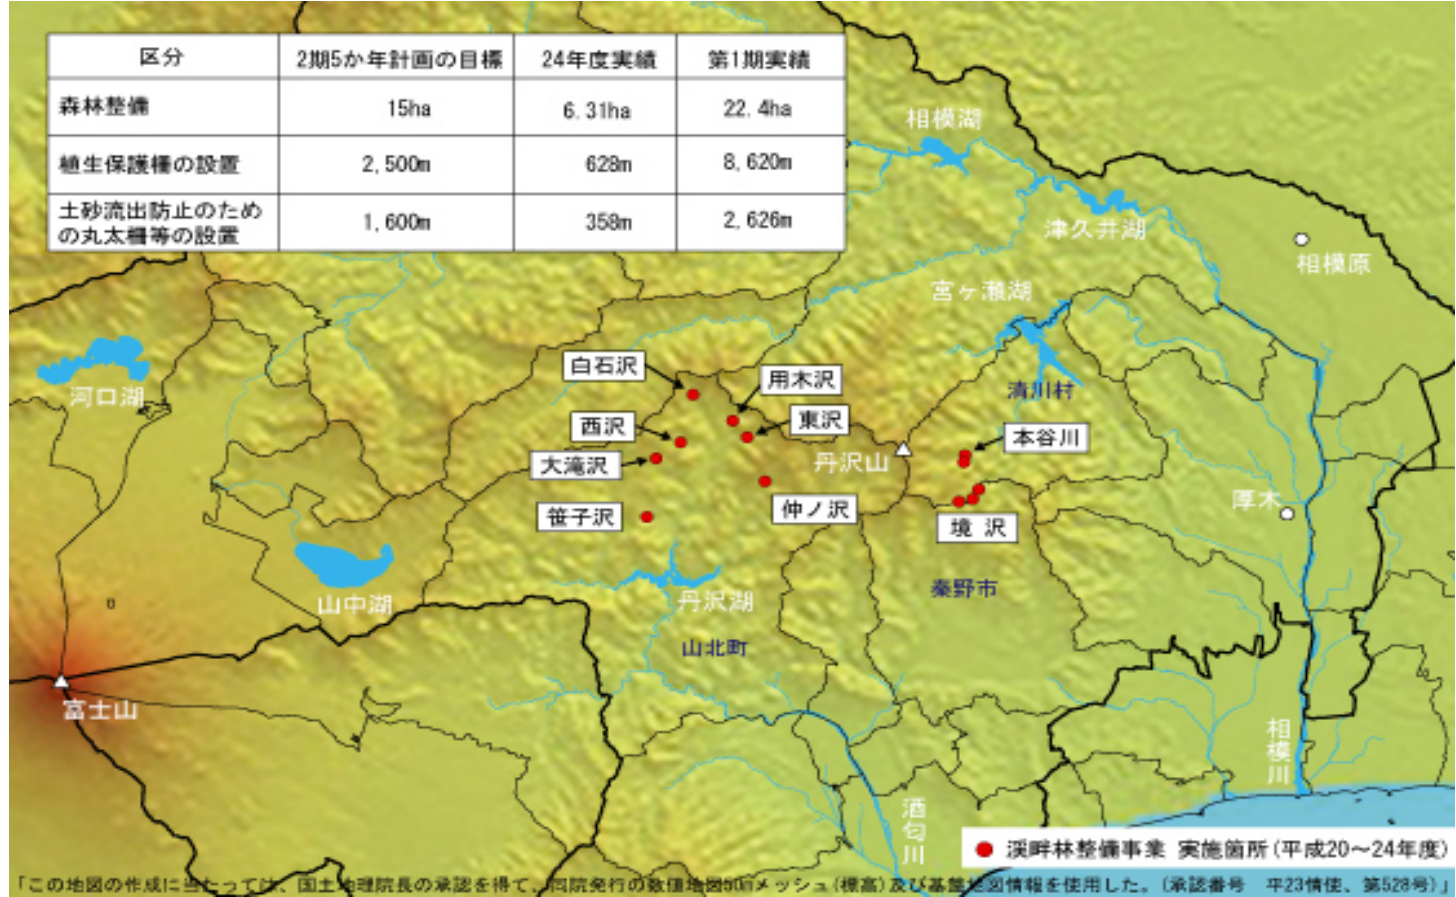 区分 2期5か年計画の目標 24年度実績 第1期実績
森林整備 15ha 6.31ha 22.4ha
植生保護柵の設置 2,500m 628m 8,620m
土砂流出防止のため
の丸太柵等の設置 1,600m 358m 2,626m
相模湖
津久井湖
相模原
宮ヶ瀬湖
河口湖
白石沢
用木沢
清川村
西沢
東沢
本谷川
大滝沢
丹沢山
笹子沢
仲ノ沢
境 沢
厚木
山中湖
丹沢湖
秦野市
山北町
富士山
相模川
酒匂川
渓畔林整備事業 実施箇所(平成20～24年度)
「この地図の作成に当たっては、国土地理院長の承認を得て、同院発行の数値地図50mメッシュ(標高)及び基盤地図情報を使用した。(承認番号 平23情使、第528号)」